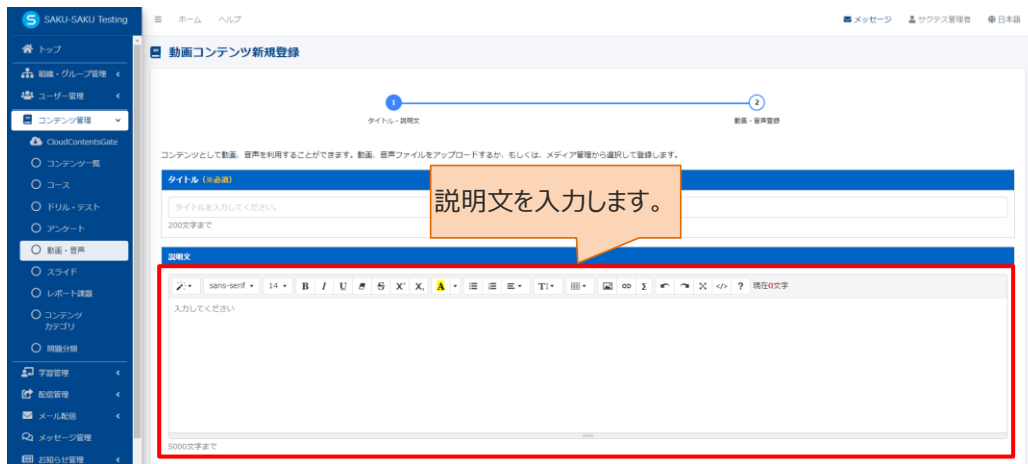 SAKU-SAKU Testing
ホーム ヘルプ
メッセージ サクテス管理者 日本語
トップ
組織・グループ管理
ユーザー管理
コンテンツ管理
CloudContentsGate
コンテンツ一覧
コース
ドリル・テスト
アンケート
動画・音声
スライド
レポート課題
コンテンツ
カテゴリ
問題分類
学習管理
配信管理
メール配信
メッセージ管理
お知らせ管理
動画コンテンツ新規登録
1 2
タイトル・説明文 動画・音声登録
コンテンツとして動画、音声を利用することができます。動画、音声ファイルをアップロードするか、もしくは、メディア管理から選択して登録します。
タイトル (※必須)
タイトルを入力してください。
200文字まで
説明文を入力します。
説明文
sans-serif 14 B I U S X' X, A T I </> ? 現在0文字
入力してください
5000文字まで